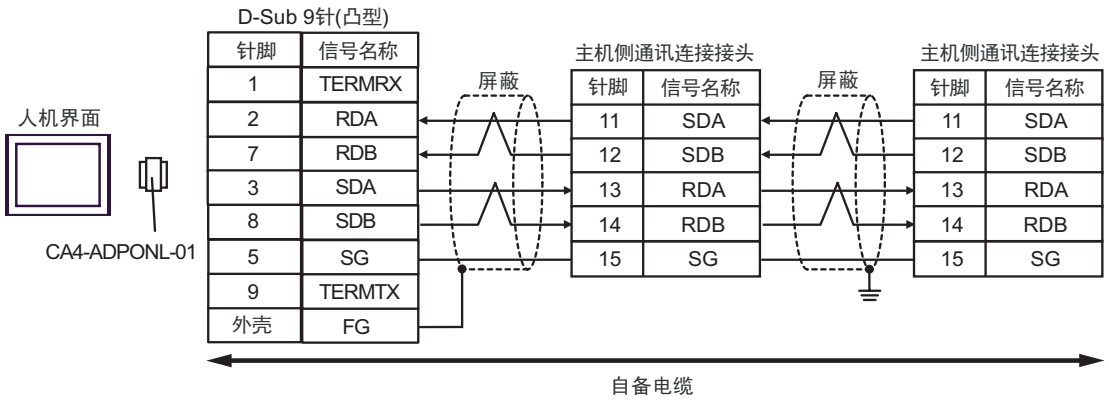 D-Sub 9针(凸型)
针脚 信号名称
1 TERMRX
2 RDA
7 RDB
3 SDA
8 SDB
5 SG
9 TERMTX
外壳 FG
人机界面
CA4-ADPONL-01
屏蔽
主机侧通讯连接接头
针脚 信号名称
11 SDA
12 SDB
13 RDA
14 RDB
15 SG
屏蔽
主机侧通讯连接接头
针脚 信号名称
11 SDA
12 SDB
13 RDA
14 RDB
15 SG
自备电缆